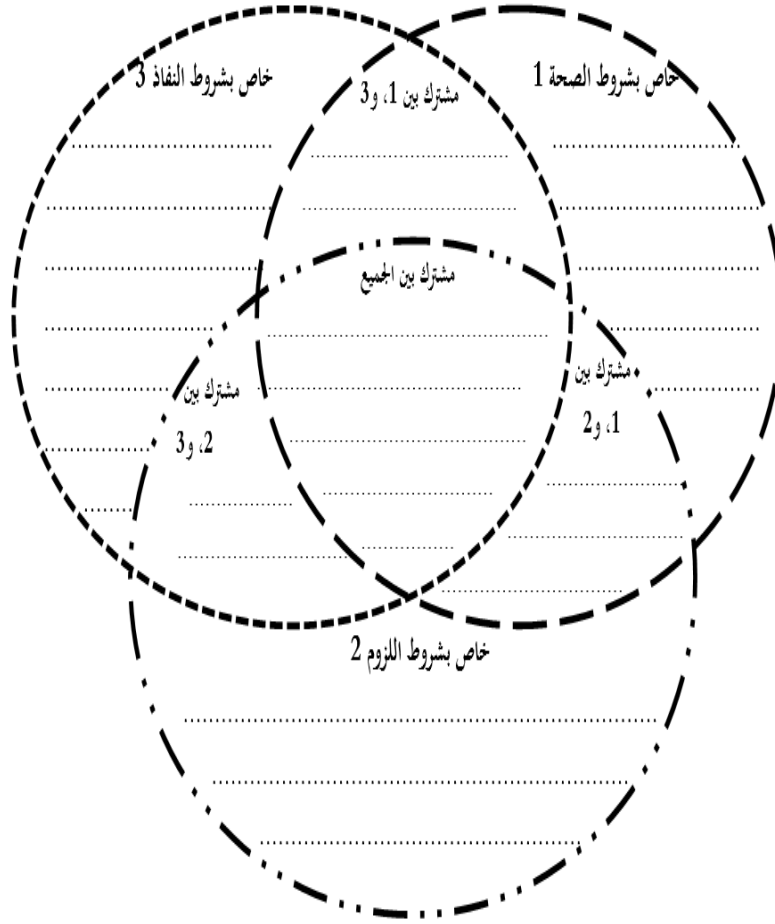 خاص بشروط الصحة 1
خاص بشروط النفاذ 3
مشترك بين 1، و3
مشترك بين الجميع
مشترك بين
1، و2
مشترك بين
2، و3
خاص بشروط اللزوم 2